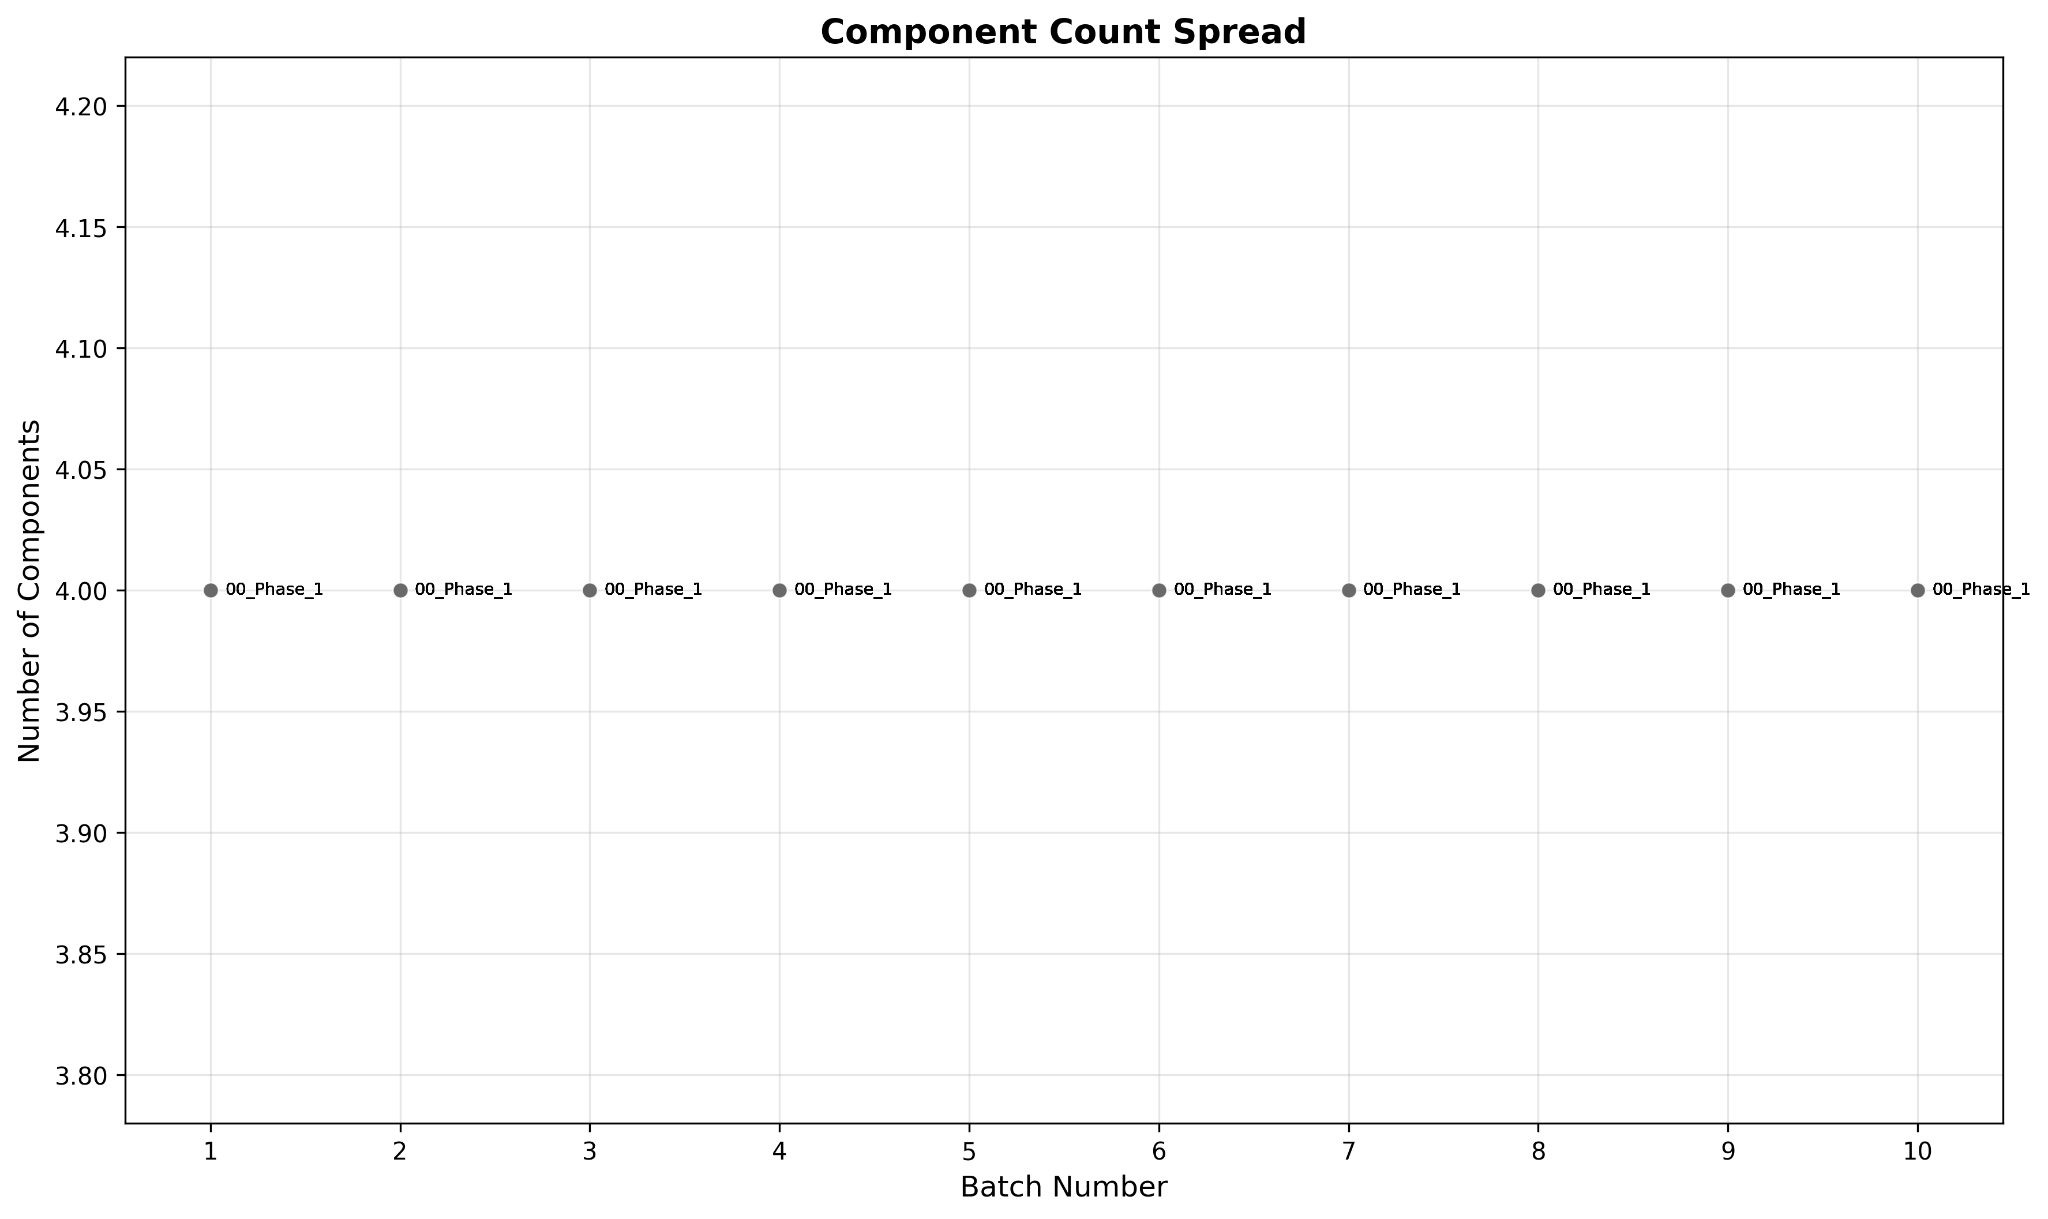 Component Count Spread
Number of Components
4.20
4.15
4.10
4.05
4.00
3.95
3.90
3.85
3.80
00_Phase_1 00_Phase_1 00_Phase_1 00_Phase_1 00_Phase_1 00_Phase_1 00_Phase_1 00_Phase_1 00_Phase_1 00_Phase_1
1 2 3 4 5 6 7 8 9 10
Batch Number